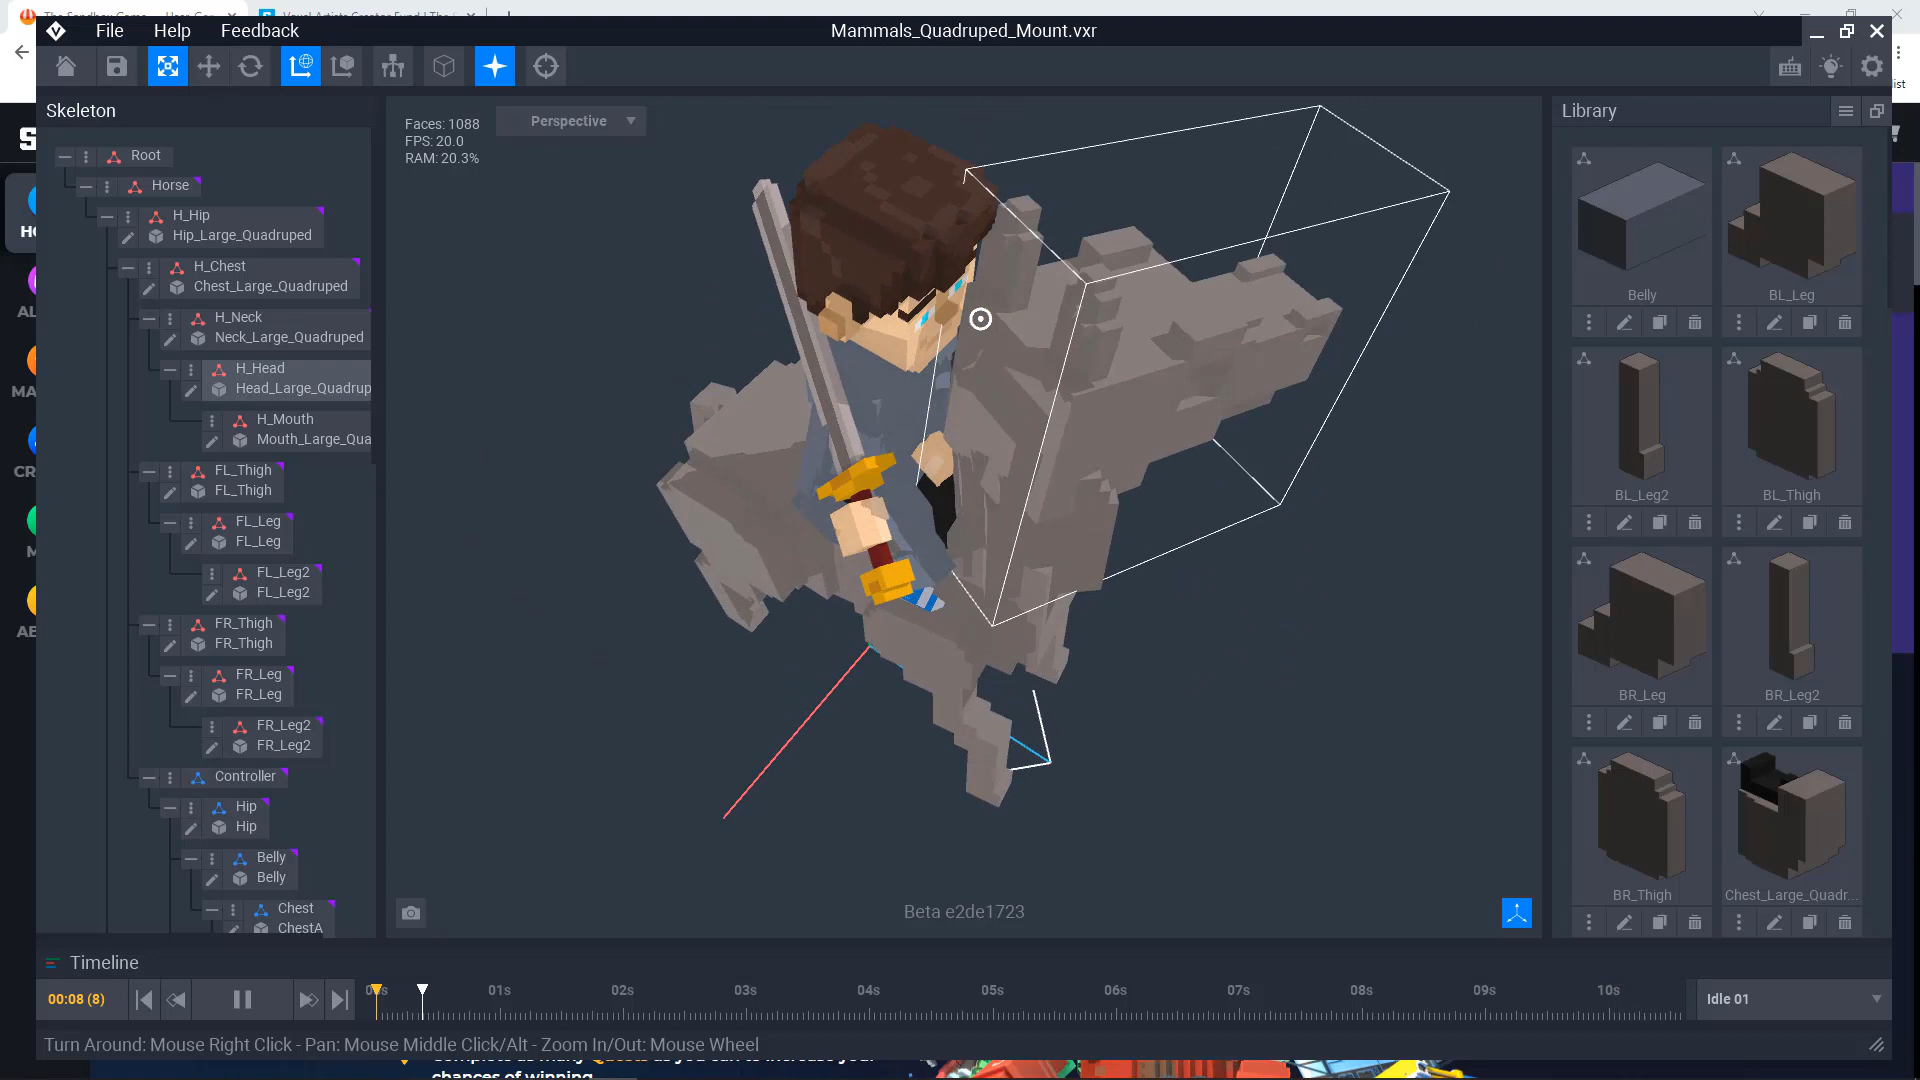 File Help Feedback
Mammals_Quadruped_Mount.vxr
Skeleton
Root
Horse
H_Hip
Hip_Large_Quadruped
H_Chest
Chest_Large_Quadruped
H_Neck
Neck_Large_Quadruped
H_Head
Head_Large_Quadrup
H_Mouth
Mouth_Large_Qua
FL_Thigh
FL_Thigh
FL_Leg
FL_Leg
FL_Leg2
FL_Leg2
FR_Thigh
FR_Thigh
FR_Leg
FR_Leg
FR_Leg2
FR_Leg2
Controller
Hip
Hip
Belly
Belly
Chest
ChestA
Faces: 1088
FPS: 20.0
RAM: 20.3%
Perspective
Beta e2de1723
Library
Belly
BL_Leg
BL_Leg2
BL_Thigh
BR_Leg
BR_Leg2
BR_Thigh
Chest_Large_Quadr...
Timeline
00:08 (8)
01s 02s 03s 04s 05s 06s 07s 08s 09s 10s
Idle 01
Turn Around: Mouse Right Click - Pan: Mouse Middle Click/Alt - Zoom In/Out: Mouse Wheel
chances of winning